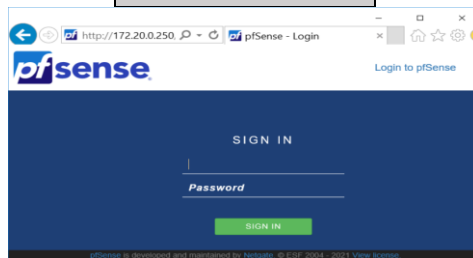 http://172.20.0.250, pfSense - Login
pfsense
Login to pfSense
SIGN IN
Password
SIGN IN
pfSense is developed and maintained by Netgate. © ESF 2004 - 2021 View license